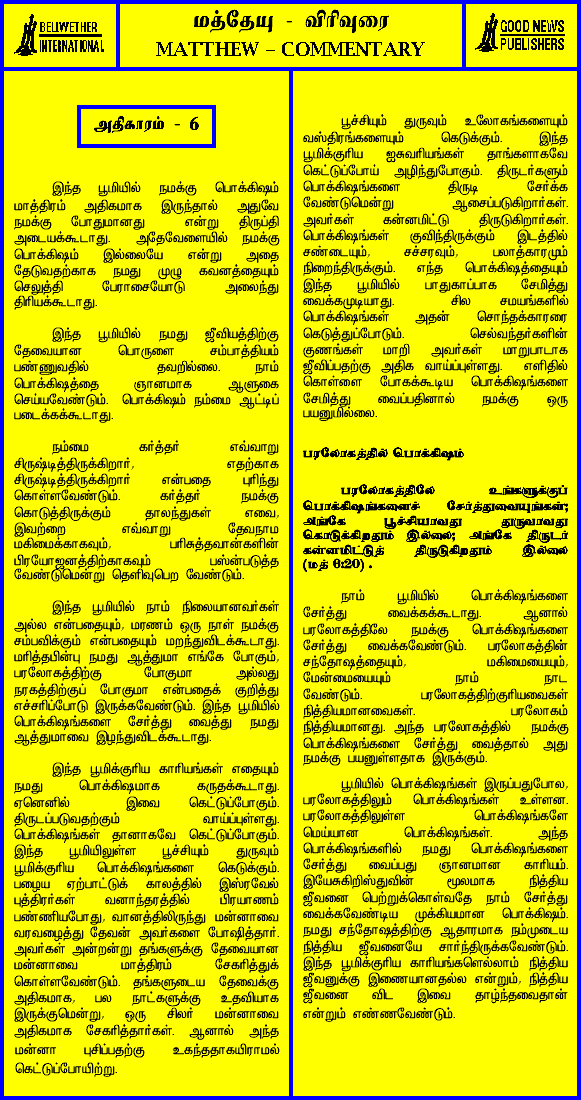 BELIWETHER
INTERNATIONAL
மத்தேயு - விரிவுரை
MATTHEW – COMMENTARY
GOOD NEWS
PUBLISHERS
அதிகாரம் - 6
இந்த பூமியில் நமக்கு பொக்கிஷம்
மாத்திரம் அதிகமாக இருந்தால் அதுவே
நமக்கு போதுமானது என்று திருப்தி
அடையக்கூடாது. அதேவேளையில் நமக்கு
பொக்கிஷம் இல்லையே என்று அதை
தேடுவதற்காக நமது முழு கவனத்தையும்
செலுத்தி பேராசையோடு அலைந்து
திரியக்கூடாது.
இந்த பூமியில் நமது ஜீவியத்திற்கு
தேவையான பொருளை சம்பாத்தியம்
பண்ணுவதில் தவறில்லை. நாம்
பொக்கிஷத்தை ஞானமாக ஆளுகை
செய்யவேண்டும். பொக்கிஷம் நம்மை ஆட்டிப்
படைக்கக்கூடாது.
நம்மை கர்த்தர் எவ்வாறு
சிருஷ்டித்திருக்கிறார், எதற்காக
சிருஷ்டித்திருக்கிறார் என்பதை புரிந்து
கொள்ளவேண்டும். கர்த்தர் நமக்கு
கொடுத்திருக்கும் தாலந்துகள் எவை,
இவற்றை எவ்வாறு தேவநாம
மகிமைக்காகவும், பரிசுத்தவான்களின்
பிரயோஜனத்திற்காகவும் பஸ்ன்படுத்த
வேண்டுமென்று தெளிவுபெற வேண்டும்.
இந்த பூமியில் நாம் நிலையானவர்கள்
அல்ல என்பதையும், மரணம் ஒரு நாள் நமக்கு
சம்பவிக்கும் என்பதையும் மறந்துவிடக்கூடாது.
மரித்தபின்பு நமது ஆத்துமா எங்கே போகும்,
பரலோகத்திற்கு போகுமா அல்லது
நரகத்திற்குப் போகுமா என்பதைக் குறித்து
எச்சரிப்போடு இருக்கவேண்டும். இந்த பூமியில்
பொக்கிஷங்களை சேர்த்து வைத்து நமது
ஆத்துமாவை இழந்துவிடக்கூடாது.
இந்த பூமிக்குரிய காரியங்கள் எதையும்
நமது பொக்கிஷமாக கருதக்கூடாது.
ஏனெனில் இவை கெட்டுப்போகும்.
திருடப்படுவதற்கும் வாய்ப்புள்ளது.
பொக்கிஷங்கள் தானாகவே கெட்டுப்போகும்.
இந்த பூமியிலுள்ள பூச்சியும் துருவும்
பூமிக்குரிய பொக்கிஷங்களை கெடுக்கும்.
பழைய ஏற்பாட்டுக் காலத்தில் இஸ்ரவேல்
புத்திரர்கள் வனாந்தரத்தில் பிரயாணம்
பண்ணியபோது, வானத்திலிருந்து மன்னாவை
வரவழைத்து தேவன் அவர்களை போஷித்தார்.
அவர்கள் அன்றன்று தங்களுக்கு தேவையான
மன்னாவை மாத்திரம் சேகரித்துக்
கொள்ளவேண்டும். தங்களுடைய தேவைக்கு
அதிகமாக, பல நாட்களுக்கு உதவியாக
இருக்குமென்று, ஒரு சிலர் மன்னாவை
அதிகமாக சேகரித்தார்கள். ஆனால் அந்த
மன்னா புசிப்பதற்கு உகந்ததாகயிராமல்
கெட்டுப்போயிற்று.
பூச்சியும் துருவும் உலோகங்களையும்
வஸ்திரங்களையும் கெடுக்கும். இந்த
பூமிக்குரிய ஐசுவரியங்கள் தாங்களாகவே
கெட்டுப்போய் அழிந்துபோகும். திருடர்களும்
பொக்கிஷங்களை திருடி சேர்க்க
வேண்டுமென்று ஆசைப்படுகிறார்கள்.
அவர்கள் கன்னமிட்டு திருடுகிறார்கள்.
பொக்கிஷங்கள் குவிந்திருக்கும் இடத்தில்
சண்டையும், சச்சரவும், பலாத்காரமும்
நிறைந்திருக்கும். எந்த பொக்கிஷத்தையும்
இந்த பூமியில் பாதுகாப்பாக சேமித்து
வைக்கமுடியாது. சில சமயங்களில்
பொக்கிஷங்கள் அதன் சொந்தக்காரரை
கெடுத்துப்போடும். செல்வந்தர்களின்
குணங்கள் மாறி அவர்கள் மாறுபாடாக
ஜீவிப்பதற்கு அதிக வாய்ப்புள்ளது. எளிதில்
கொள்ளை போகக்கூடிய பொக்கிஷங்களை
சேமித்து வைப்பதினால் நமக்கு ஒரு
பயனுமில்லை.
பரலோகத்தில் பொக்கிஷம்
பரலோகத்திலே உங்களுக்குப்
பொக்கிஷங்களைச் சேர்த்துவையுங்கள்;
அங்கே பூச்சியாவது துருவாவது
கெடுக்கிறதும் இல்லை; அங்கே திருடர்
கன்னமிட்டுத் திருடுகிறதும் இல்லை
(மத் 6:20) .
நாம் பூமியில் பொக்கிஷங்களை
சேர்த்து வைக்கக்கூடாது. ஆனால்
பரலோகத்திலே நமக்கு பொக்கிஷங்களை
சேர்த்து வைக்கவேண்டும். பரலோகத்தின்
சந்தோஷத்தையும், மகிமையையும்,
மேன்மையையும் நாம் நாட
வேண்டும். பரலோகத்திற்குரியவைகள்
நித்தியமானவைகள். பரலோகம்
நித்தியமானது. அந்த பரலோகத்தில் நமக்கு
பொக்கிஷங்களை சேர்த்து வைத்தால் அது
நமக்கு பயனுள்ளதாக இருக்கும்.
பூமியில் பொக்கிஷங்கள் இருப்பதுபோல,
பரலோகத்திலும் பொக்கிஷங்கள் உள்ளன.
பரலோகத்திலுள்ள பொக்கிஷங்களே
மெய்யான பொக்கிஷங்கள். அந்த
பொக்கிஷங்களில் நமது பொக்கிஷங்களை
சேர்த்து வைப்பது ஞானமான காரியம்.
இயேசுகிறிஸ்துவின் மூலமாக நித்திய
ஜீவனை பெற்றுக்கொள்வதே நாம் சேர்த்து
வைக்கவேண்டிய முக்கியமான பொக்கிஷம்.
நமது சந்தோஷத்திற்கு ஆதாரமாக நம்முடைய
நித்திய ஜீவனையே சார்ந்திருக்கவேண்டும்.
இந்த பூமிக்குரிய காரியங்களெல்லாம் நித்திய
ஜீவனுக்கு இணையானதல்ல என்றும், நித்திய
ஜீவனை விட இவை தாழ்ந்தவைதான்
என்றும் எண்ணவேண்டும்.